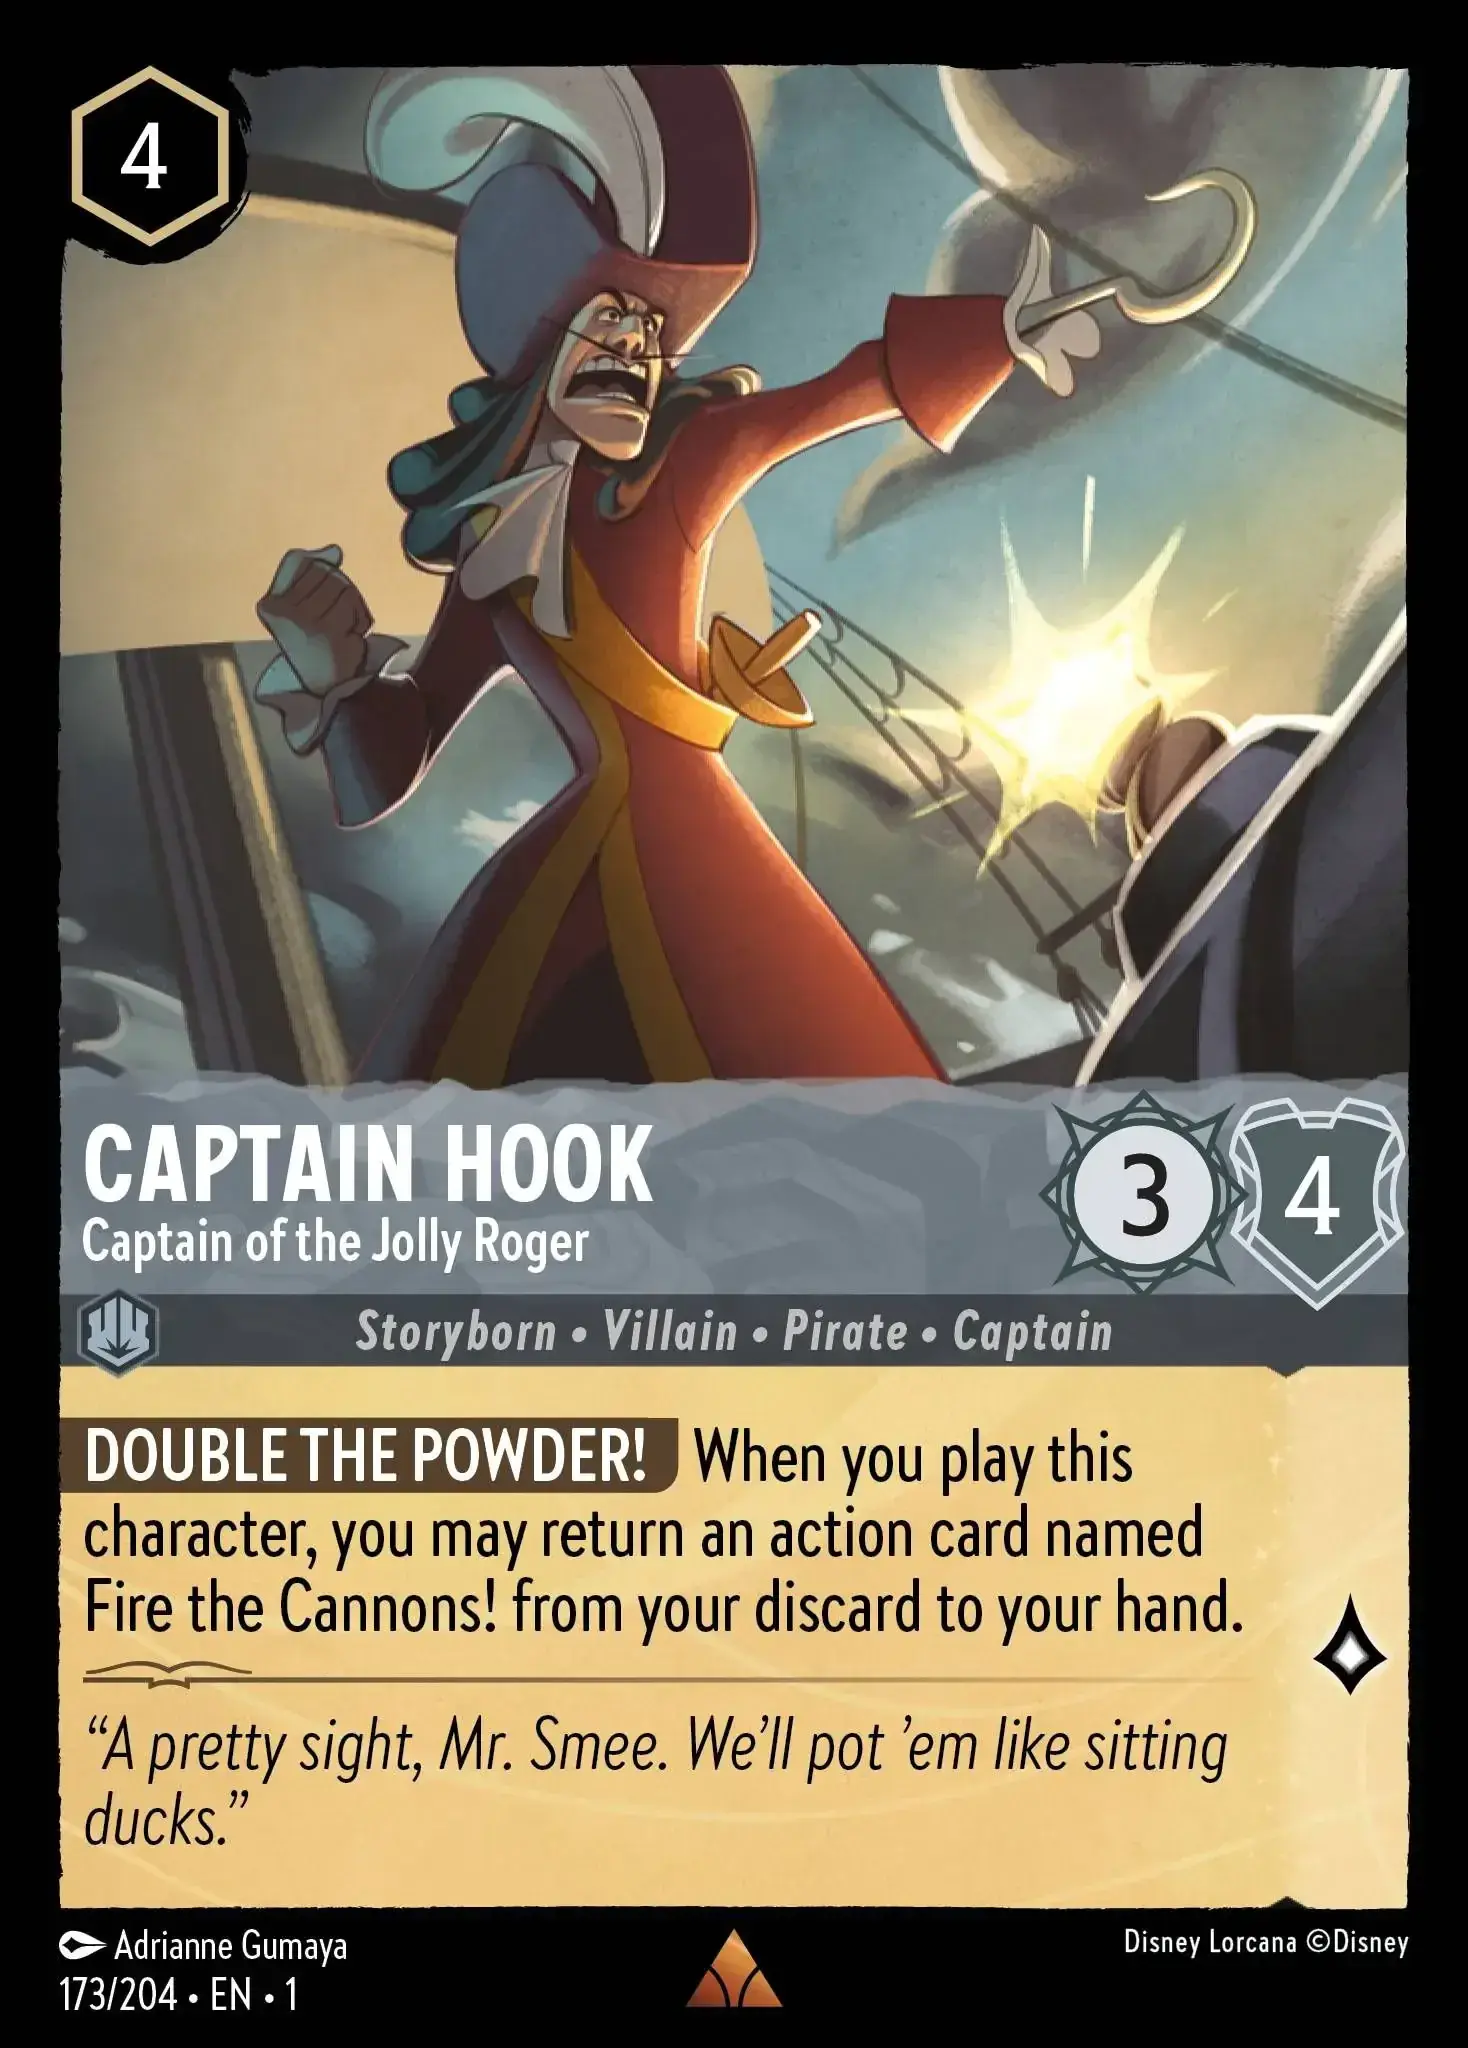 4
CAPTAIN HOOK
Captain of the Jolly Roger
3
4
Storyborn • Villain • Pirate • Captain
DOUBLE THE POWDER! When you play this
character, you may return an action card named
Fire the Cannons! from your discard to your hand.
“A pretty sight, Mr. Smee. We’ll pot ’em like sitting
ducks.”
Adrianne Gumaya
Disney Lorcana ©Disney
173/204 • EN • 1